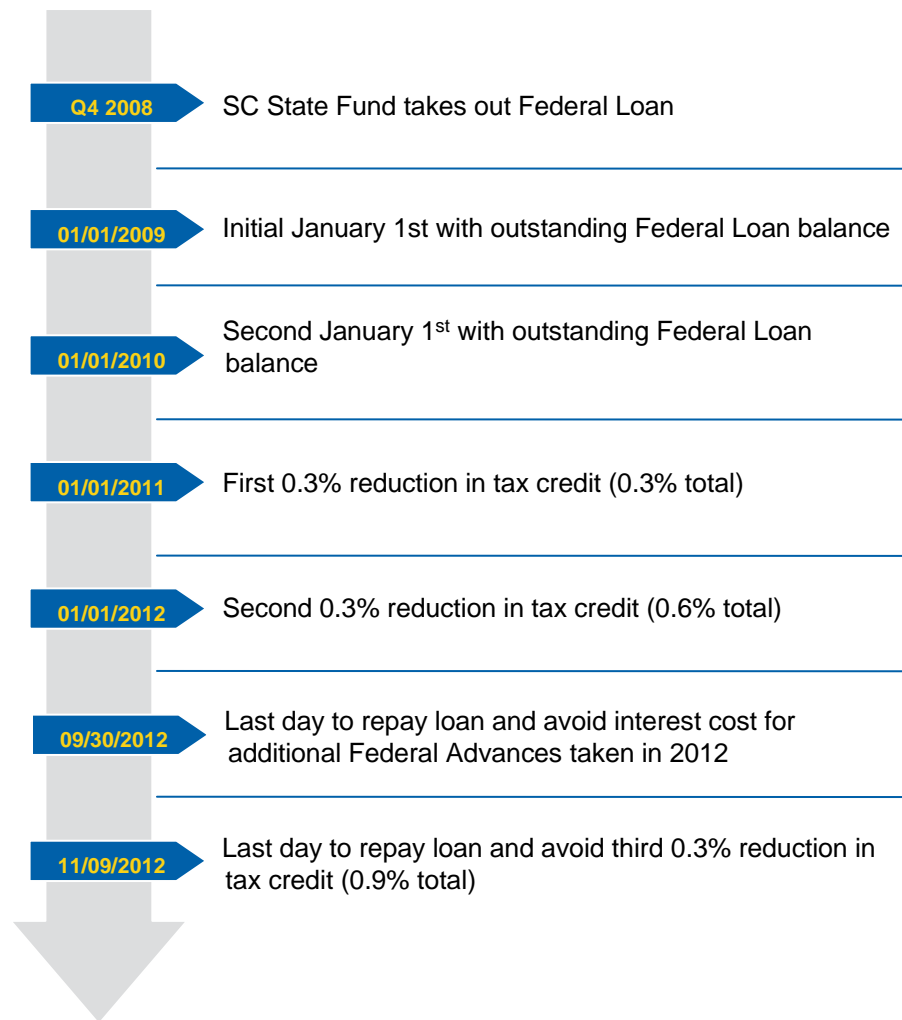 Q4 2008
SC State Fund takes out Federal Loan
01/01/2009
Initial January 1st with outstanding Federal Loan balance
01/01/2010
Second January 1st with outstanding Federal Loan
balance
01/01/2011
First 0.3% reduction in tax credit (0.3% total)
01/01/2012
Second 0.3% reduction in tax credit (0.6% total)
09/30/2012
Last day to repay loan and avoid interest cost for
additional Federal Advances taken in 2012
11/09/2012
Last day to repay loan and avoid third 0.3% reduction in
tax credit (0.9% total)